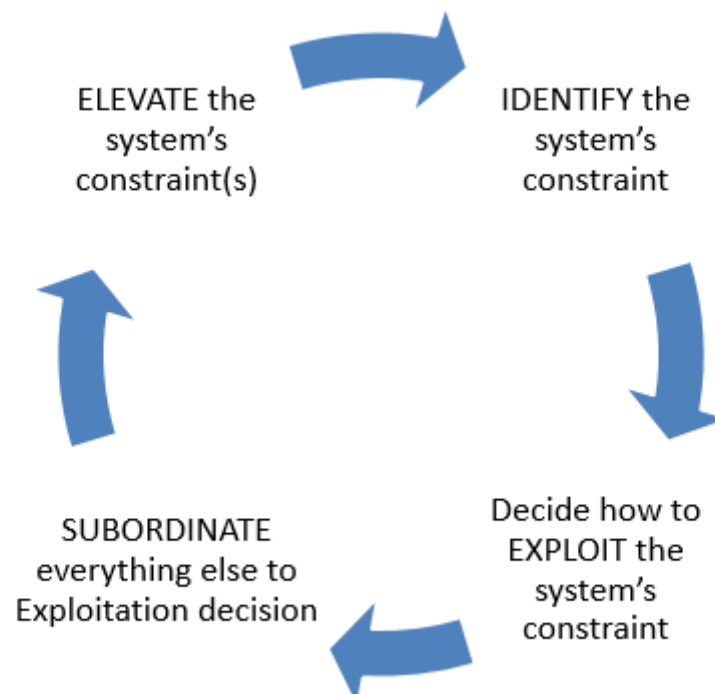 ELEVATE the
system’s
constraint(s)
IDENTIFY the
system’s
constraint
Decide how to
EXPLOIT the
system’s
constraint
SUBORDINATE
everything else to
Exploitation decision